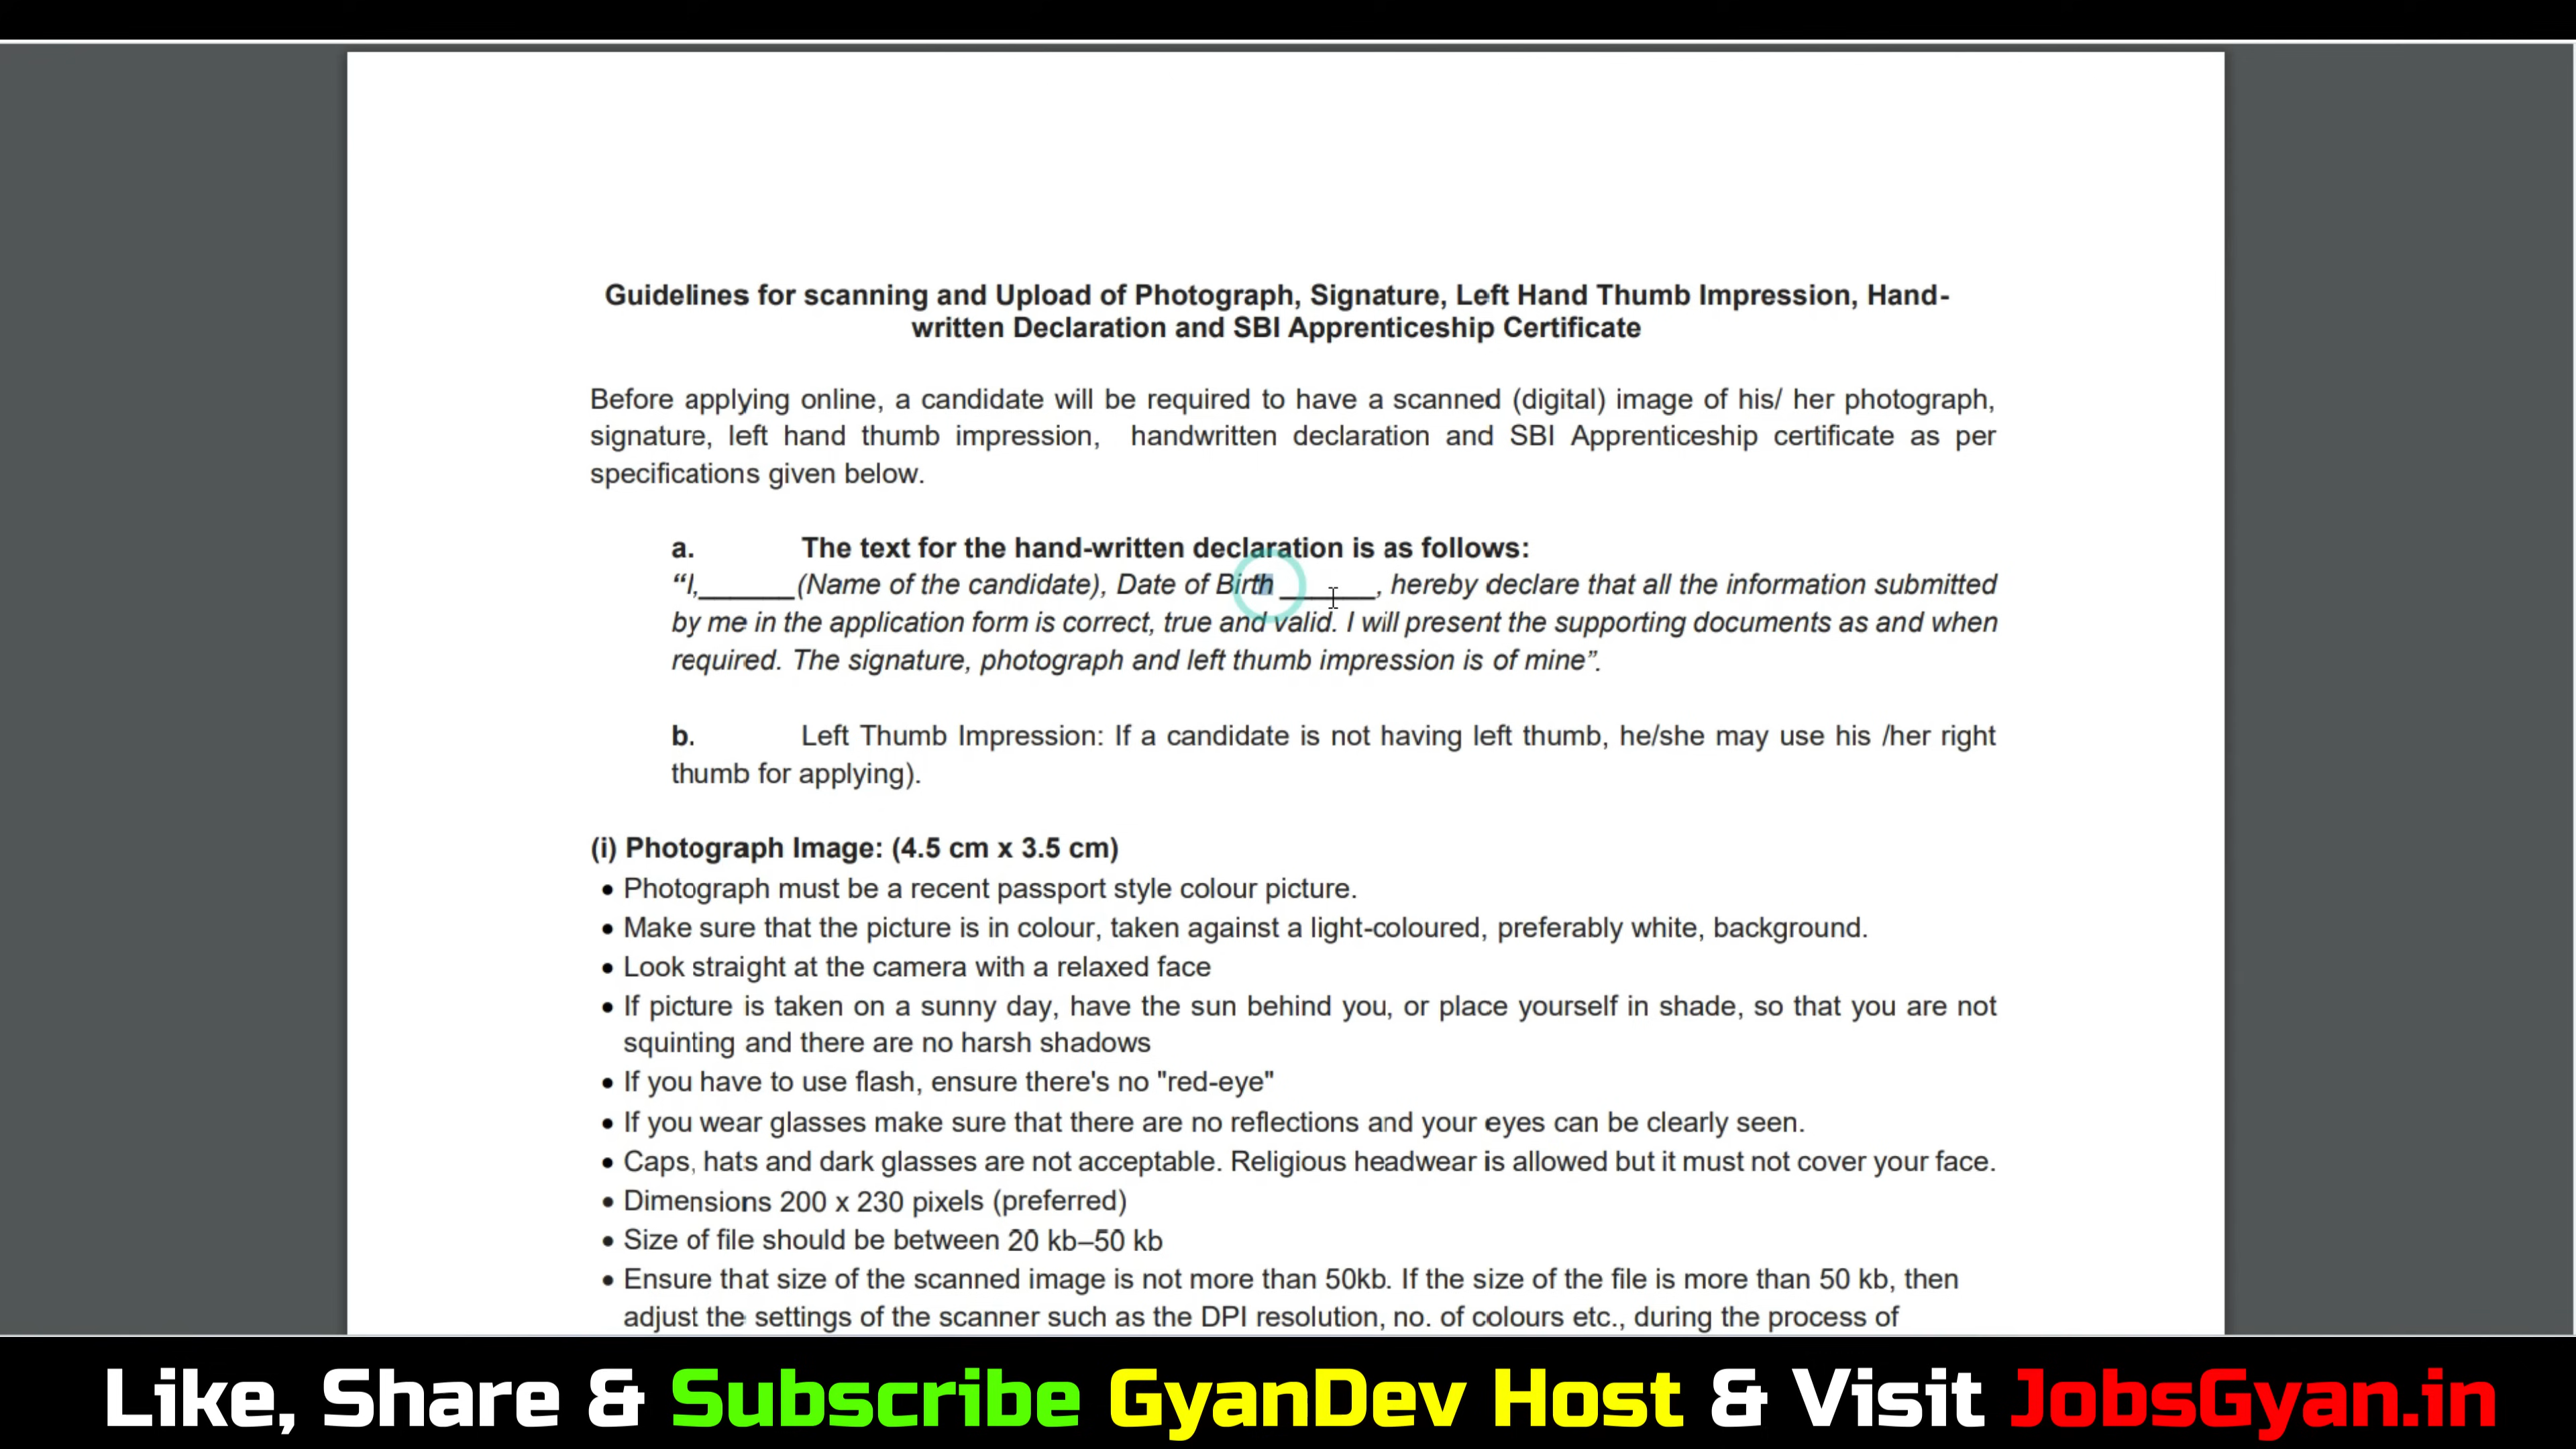 Guidelines for scanning and Upload of Photograph, Signature, Left Hand Thumb Impression, Hand-
written Declaration and SBI Apprenticeship Certificate
Before applying online, a candidate will be required to have a scanned (digital) image of his/ her photograph,
signature, left hand thumb impression, handwritten declaration and SBI Apprenticeship certificate as per
specifications given below.
a. The text for the hand-written declaration is as follows:
“I,______(Name of the candidate), Date of Birth ______, hereby declare that all the information submitted
by me in the application form is correct, true and valid. I will present the supporting documents as and when
required. The signature, photograph and left thumb impression is of mine”.
b. Left Thumb Impression: If a candidate is not having left thumb, he/she may use his /her right
thumb for applying).
(i) Photograph Image: (4.5 cm x 3.5 cm)
• Photograph must be a recent passport style colour picture.
• Make sure that the picture is in colour, taken against a light-coloured, preferably white, background.
• Look straight at the camera with a relaxed face
• If picture is taken on a sunny day, have the sun behind you, or place yourself in shade, so that you are not
squinting and there are no harsh shadows
• If you have to use flash, ensure there's no "red-eye"
• If you wear glasses make sure that there are no reflections and your eyes can be clearly seen.
• Caps, hats and dark glasses are not acceptable. Religious headwear is allowed but it must not cover your face.
• Dimensions 200 x 230 pixels (preferred)
• Size of file should be between 20 kb–50 kb
• Ensure that size of the scanned image is not more than 50kb. If the size of the file is more than 50 kb, then
adjust the settings of the scanner such as the DPI resolution, no. of colours etc., during the process of
Like, Share & Subscribe GyanDev Host & Visit JobsGyan.in